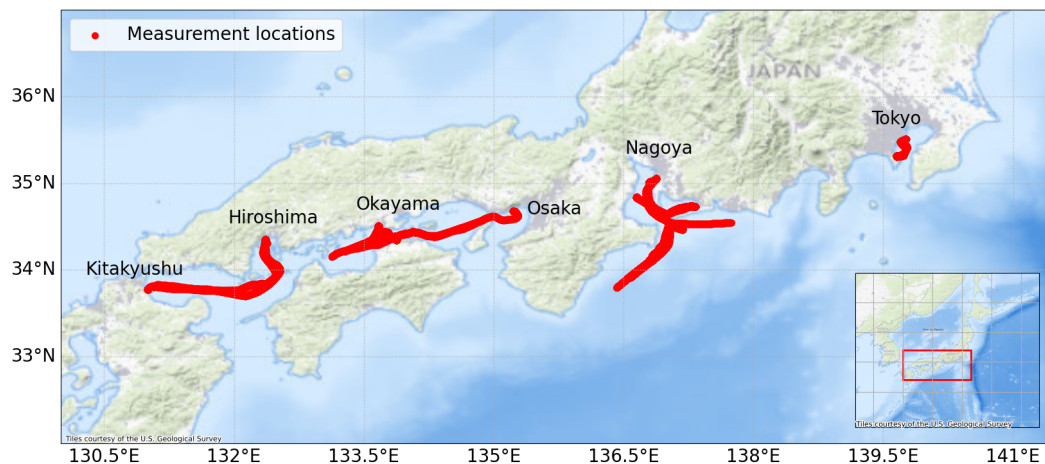 Measurement locations
JAPAN
36°N
Tokyo
Nagoya
35°N
Okayama
Osaka
Hiroshima
34°N
Kitakyushu
33°N
Tiles courtesy of the U.S. Geological Survey
Tiles courtesy of the U.S. Geological Survey
130.5°E 132°E 133.5°E 135°E 136.5°E 138°E 139.5°E 141°E